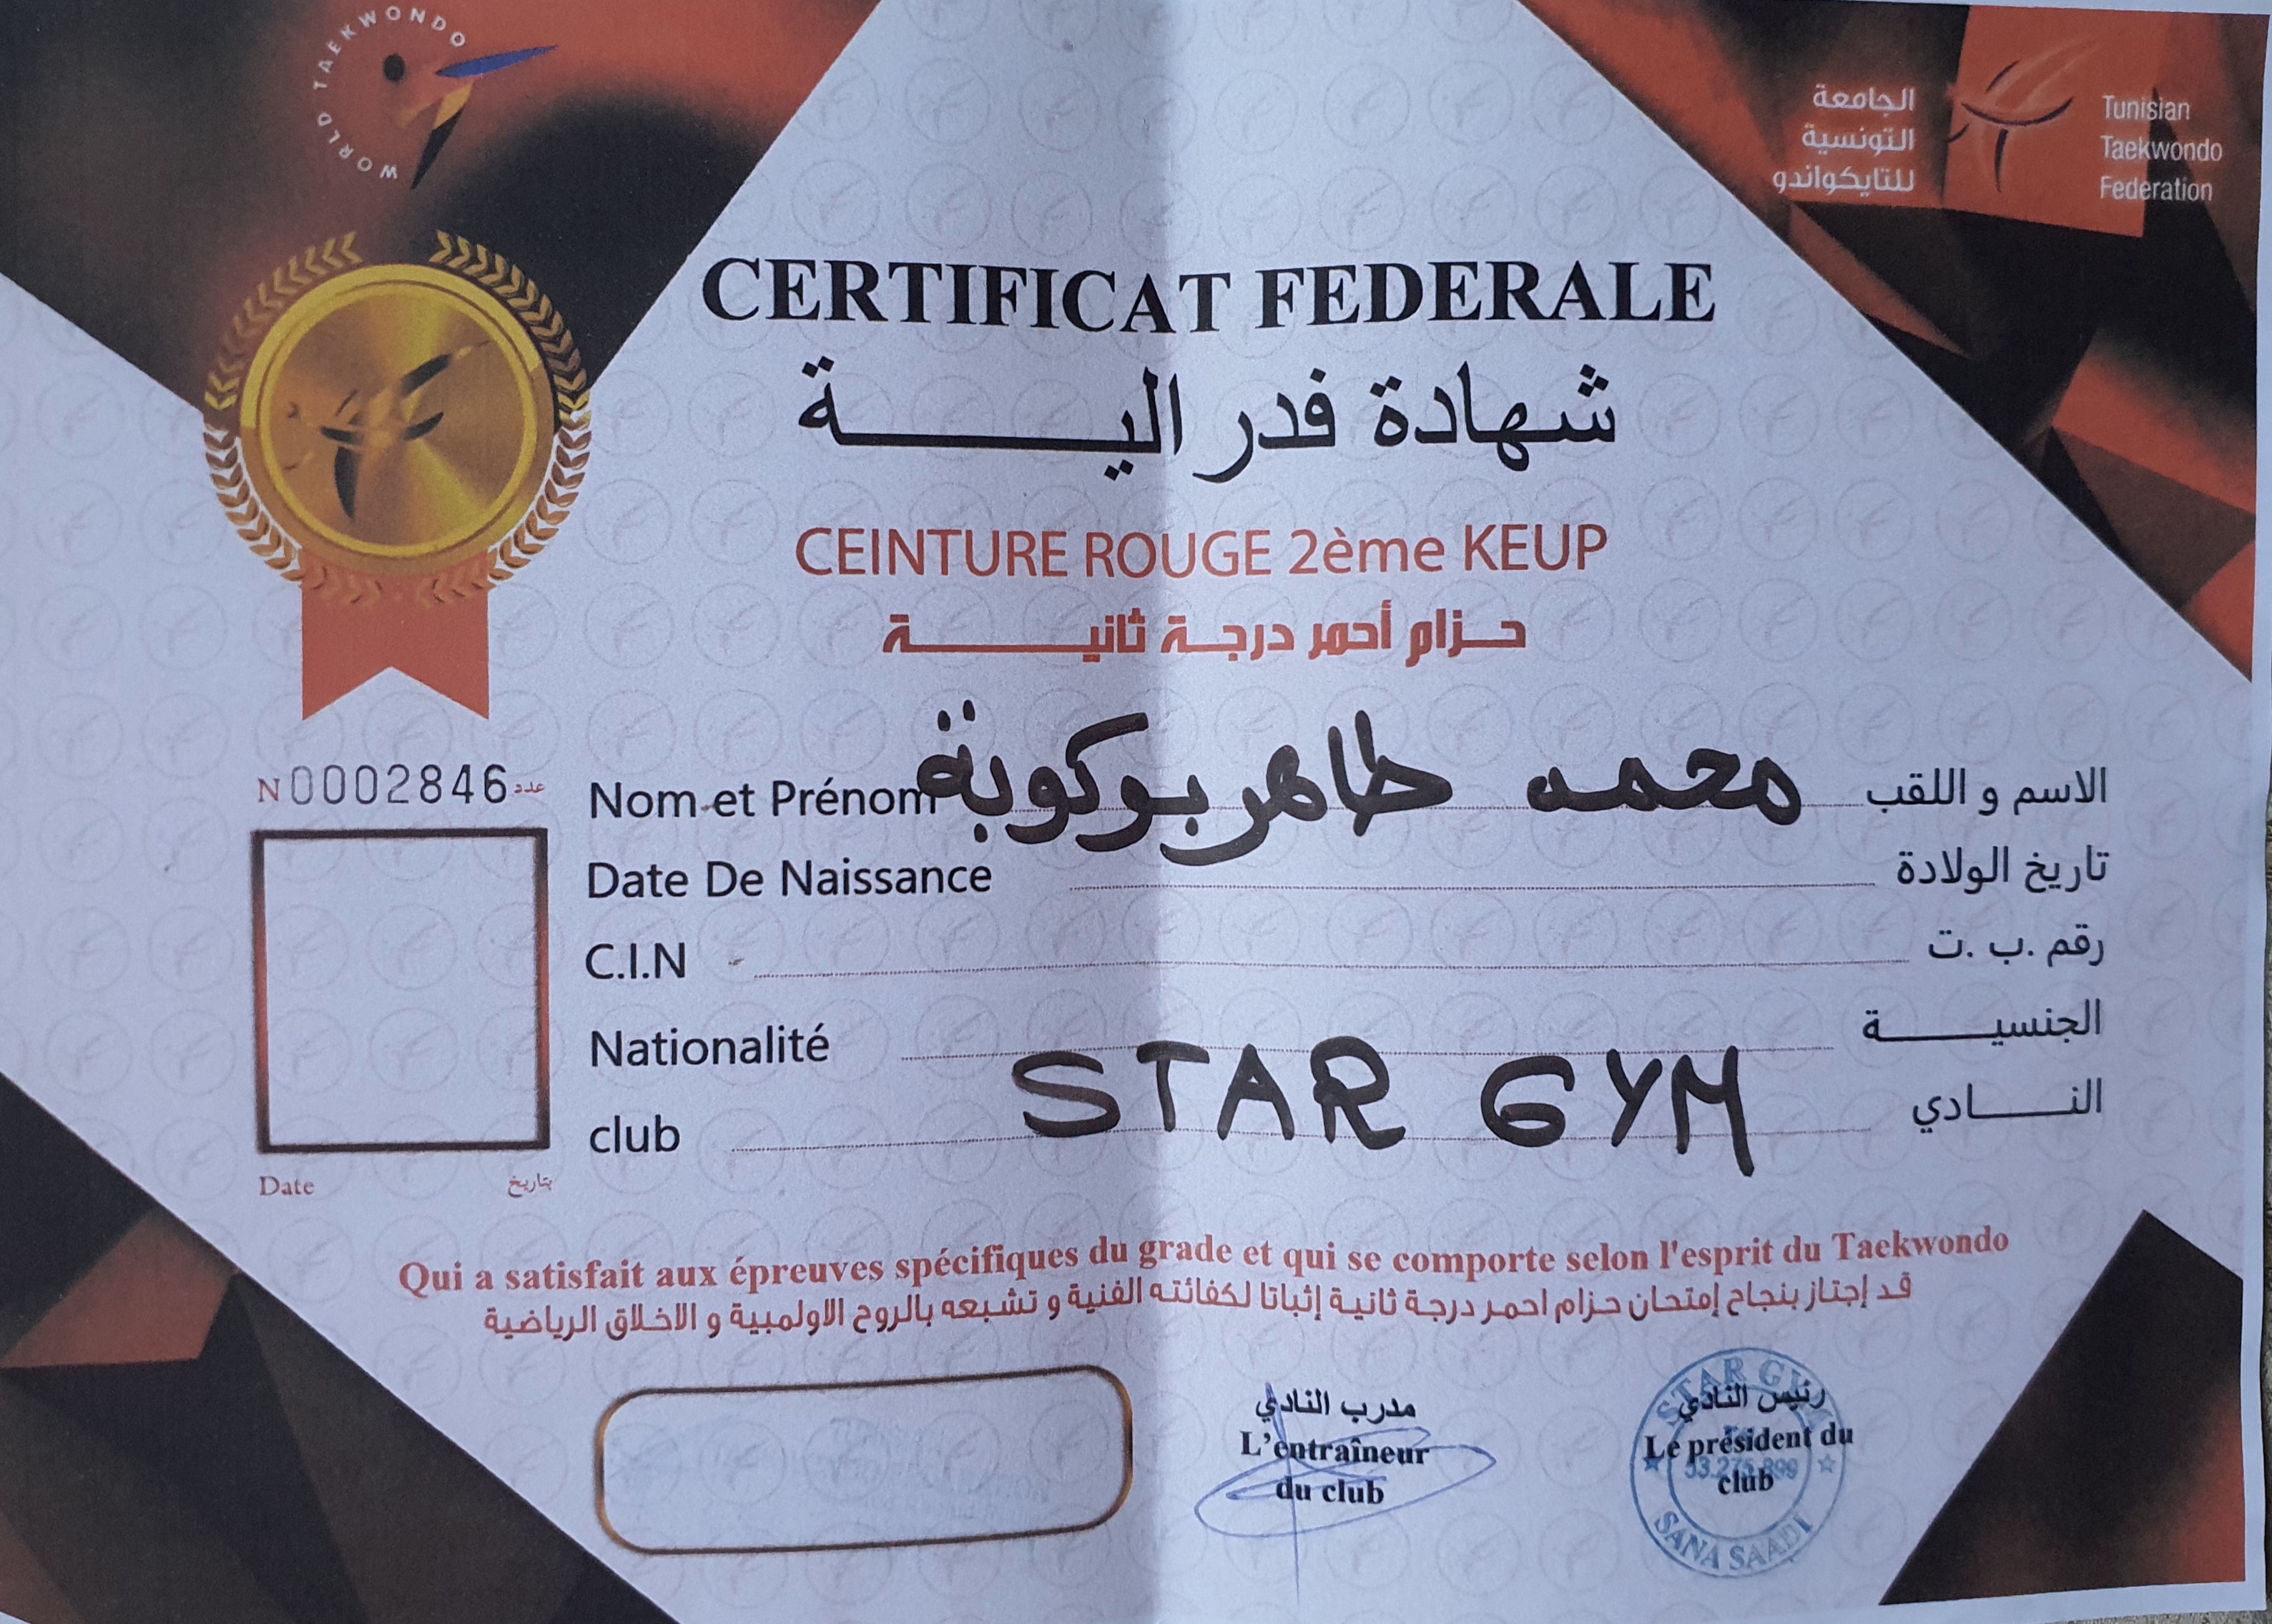 WORLD TAEKWONDO
الجامعة
التونسية
للتايكواندو
Tunisian
Taekwondo
Federation
CERTIFICAT FEDERALE
شهادة فدرالية
CEINTURE ROUGE 2ème KEUP
حزام أحمر درجة ثانية
N 0002846 عدد
Nom et Prénom محمد طاهر بوكوبة الاسم و اللقب
Date De Naissance تاريخ الولادة
C.I.N رقم .ب .ت
Nationalité الجنسية
club STAR GYM النادي
Date بتاريخ
Qui a satisfait aux épreuves spécifiques du grade et qui se comporte selon l'esprit du Taekwondo
قد إجتاز بنجاح إمتحان حزام احمر درجة ثانية إثباتا لكفائته الفنية و تشبعه بالروح الاولمبية و الاخلاق الرياضية
مدرب النادي
L'entraîneur
du club
رئيس النادي
Le président du
club
STAR GYM
SANA SAADI